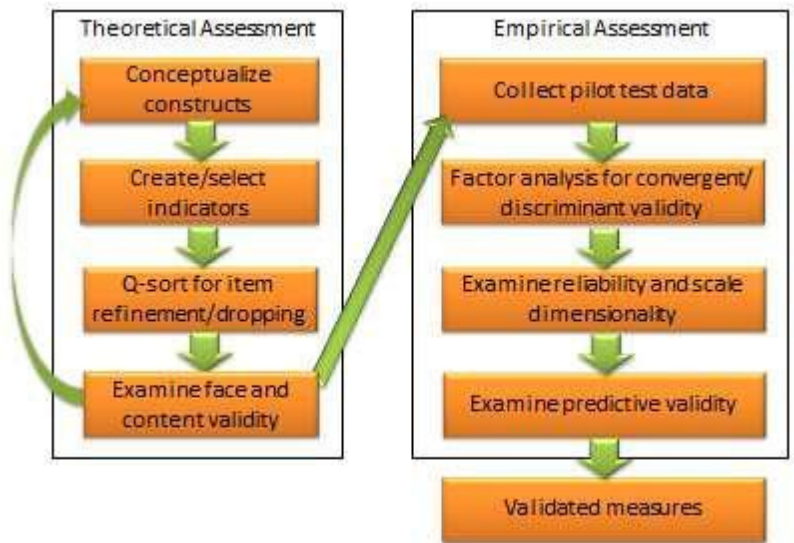 Theoretical Assessment
Conceptualize
constructs
Create/select
indicators
Q-sort for item
refinement/dropping
Examine face and
content validity
Empirical Assessment
Collect pilot test data
Factor analysis for convergent/
discriminant validity
Examine reliability and scale
dimensionality
Examine predictive validity
Validated measures